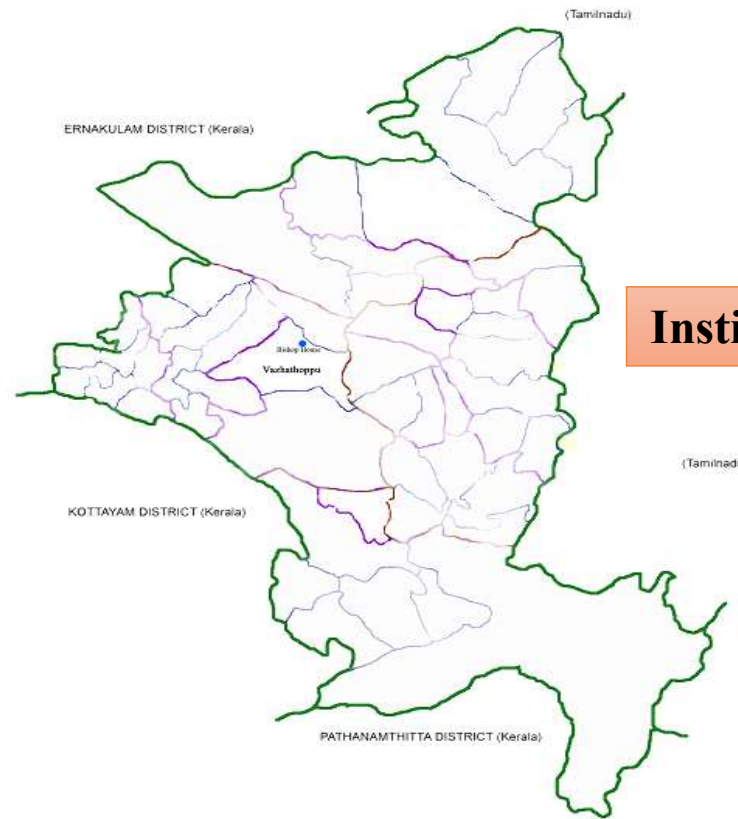 (Tamilnadu)
ERNAKULAM DISTRICT (Kerala)
Insti
Bishop House
Vazhathoppu
(Tamilnadu
KOTTAYAM DISTRICT (Kerala)
PATHANAMTHITTA DISTRICT (Kerala)